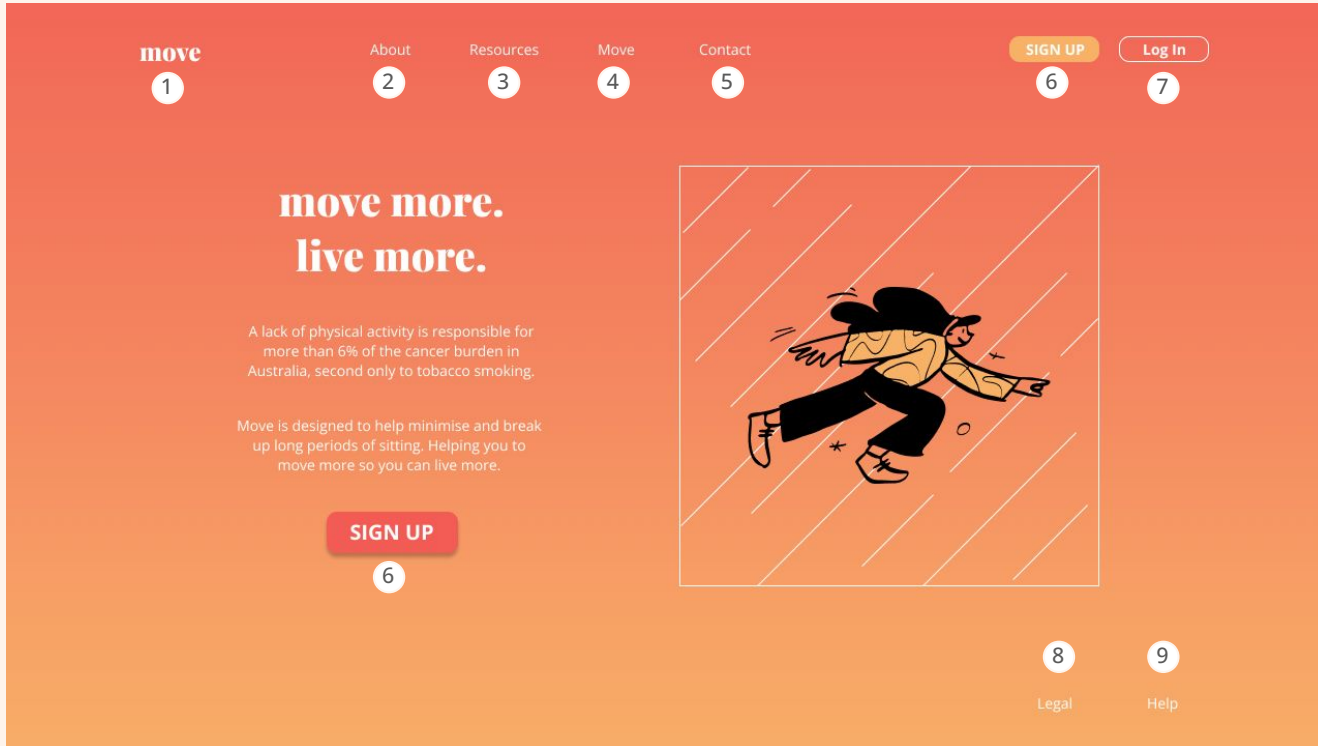 move
About
Resources
Move
Contact
SIGN UP
Log In
1
2
3
4
5
6
7
move more.
live more.
A lack of physical activity is responsible for
more than 6% of the cancer burden in
Australia, second only to tobacco smoking.
Move is designed to help minimise and break
up long periods of sitting. Helping you to
move more so you can live more.
SIGN UP
6
8
9
Legal
Help